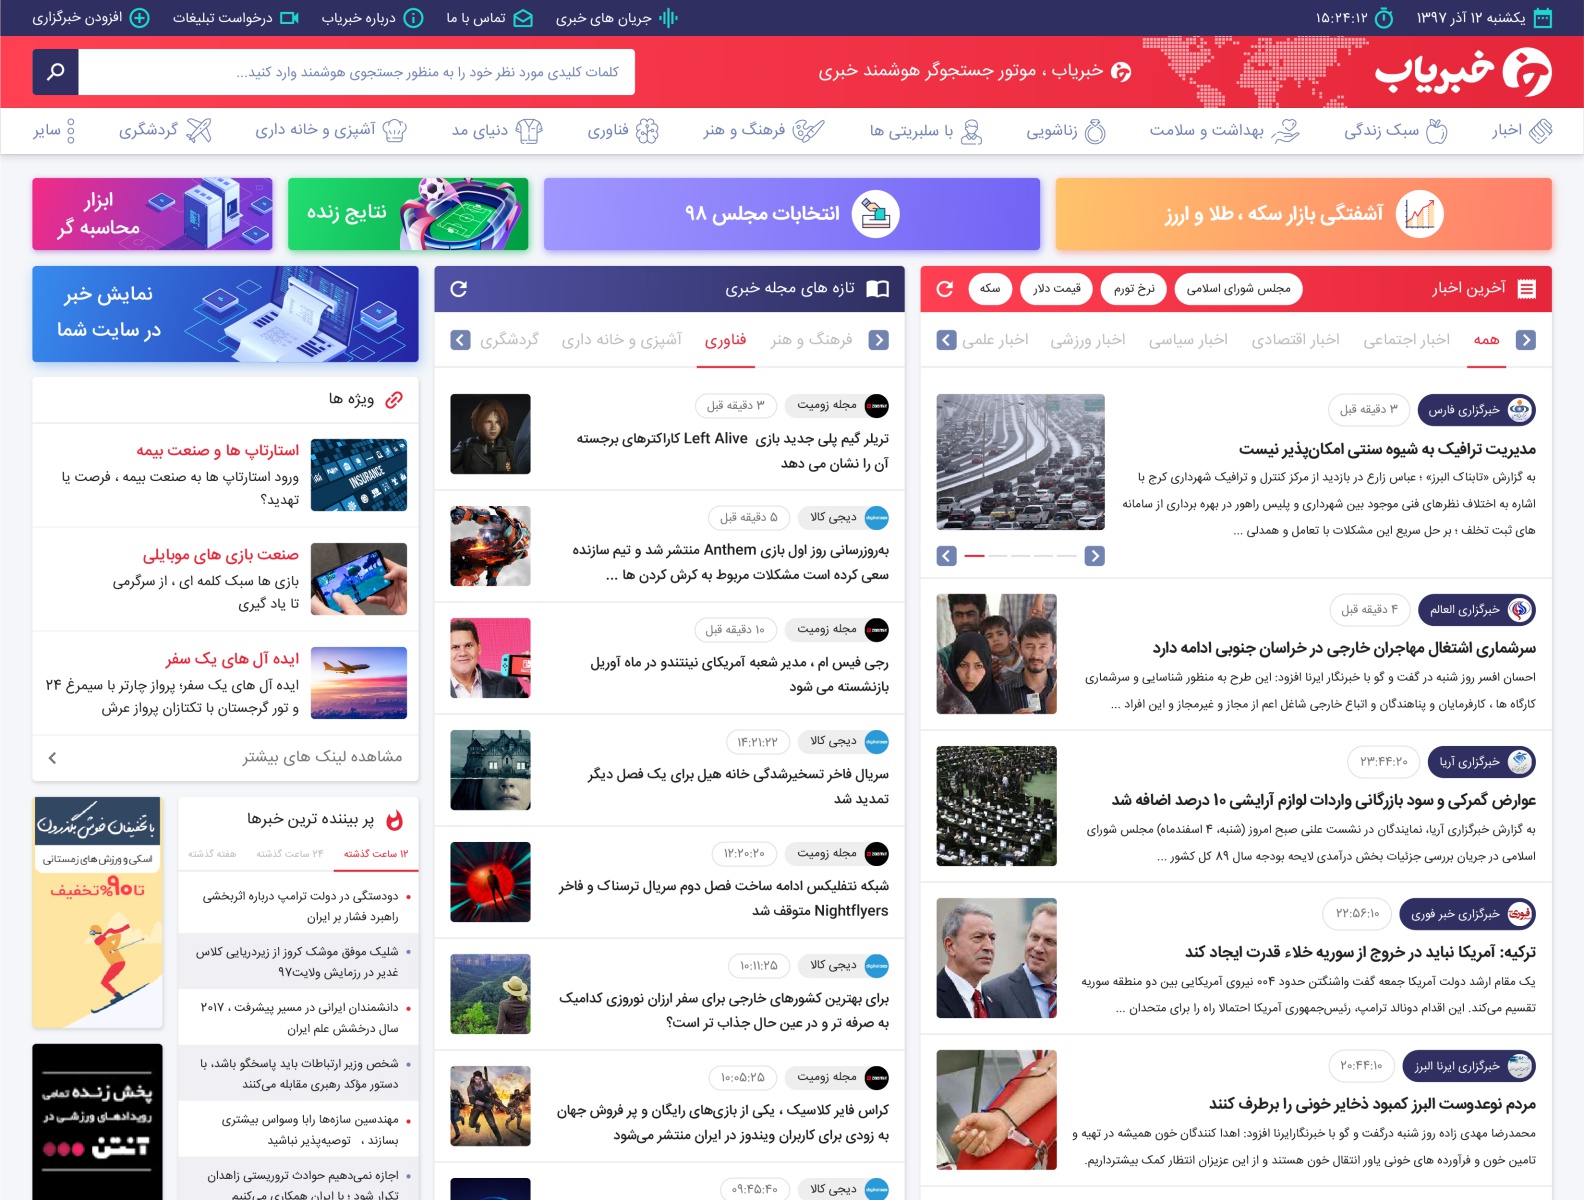 یکشنبه ۱۲ آذر ۱۳۹۷
۱۵:۲۴:۱۲
جریان های خبری
تماس با ما
درباره خبریاب
درخواست تبلیغات
افزودن خبرگزاری
خبریاب
خبریاب ، موتور جستجوگر هوشمند خبری
کلمات کلیدی مورد نظر خود را به منظور جستجوی هوشمند وارد کنید...
اخبار
سبک زندگی
بهداشت و سلامت
زناشویی
با سلبریتی ها
فرهنگ و هنر
فناوری
دنیای مد
آشپزی و خانه داری
گردشگری
سایر
آشفتگی بازار سکه ، طلا و ارز
انتخابات مجلس ۹۸
نتایج زنده
ابزار
محاسبه گر
آخرین اخبار
مجلس شورای اسلامی
نرخ تورم
قیمت دلار
سکه
همه
اخبار اجتماعی
اخبار اقتصادی
اخبار سیاسی
اخبار ورزشی
اخبار علمی
خبرگزاری فارس
۳ دقیقه قبل
مدیریت ترافیک به شیوه سنتی امکان‌پذیر نیست
به گزارش «تابناک البرز» ؛ عباس زارع در بازدید از مرکز کنترل و ترافیک شهرداری کرج با
اشاره به اختلاف نظرهای فنی موجود بین شهرداری و پلیس راهور در بهره برداری از سامانه
های ثبت تخلف ؛ بر حل سریع این مشکلات با تعامل و همدلی ...
خبرگزاری العالم
۴ دقیقه قبل
سرشماری اشتغال مهاجران خارجی در خراسان جنوبی ادامه دارد
احسان افسر روز شنبه در گفت و گو با خبرنگار ایرنا افزود: این طرح به منظور شناسایی و سرشماری
کارگاه ها ، کارفرمایان و پناهندگان و اتباع خارجی شاغل اعم از مجاز و غیرمجاز و این افراد ...
خبرگزاری آریا
۲۳:۴۴:۲۰
عوارض گمرکی و سود بازرگانی واردات لوازم آرایشی ۱۰ درصد اضافه شد
به گزارش خبرگزاری آریا، نمایندگان در نشست علنی صبح امروز (شنبه، ۴ اسفندماه) مجلس شورای
اسلامی در جریان بررسی جزئیات بخش درآمدی لایحه بودجه سال ۸۹ کل کشور ...
خبرگزاری خبر فوری
۲۲:۵۶:۱۰
ترکیه: آمریکا نباید در خروج از سوریه خلاء قدرت ایجاد کند
یک مقام ارشد دولت آمریکا جمعه گفت واشنگتن حدود ۰۰۴ نیروی آمریکایی بین دو منطقه سوریه
تقسیم می‌کند. این اقدام دونالد ترامپ، رئیس‌جمهوری آمریکا احتمالا راه را برای متحدان ...
خبرگزاری ایرنا البرز
۲۰:۴۴:۱۰
مردم نوعدوست البرز کمبود ذخایر خونی را برطرف کنند
محمدرضا مهدی زاده روز شنبه درگفت و گو با خبرنگارایرنا افزود: اهدا کنندگان خون همیشه در تهیه و
تامین خون و فرآورده های خونی یاور انتقال خون هستند و از این عزیزان انتظار کمک بیشترداریم.
تازه های مجله خبری
فرهنگ و هنر
فناوری
آشپزی و خانه داری
گردشگری
مجله زومیت
۳ دقیقه قبل
تریلر گیم پلی جدید بازی Left Alive کاراکترهای برجسته
آن را نشان می دهد
دیجی کالا
۵ دقیقه قبل
به‌روزرسانی روز اول بازی Anthem منتشر شد و تیم سازنده
سعی کرده است مشکلات مربوط به کرش کردن ها ...
مجله زومیت
۱۰ دقیقه قبل
رجی فیس ام ، مدیر شعبه آمریکای نینتندو در ماه آوریل
بازنشسته می شود
دیجی کالا
۱۴:۲۱:۲۲
سریال فاخر تسخیرشدگی خانه هیل برای یک فصل دیگر
تمدید شد
مجله زومیت
۱۲:۲۰:۲۰
شبکه نتفلیکس ادامه ساخت فصل دوم سریال ترسناک و فاخر
Nightflyers متوقف شد
دیجی کالا
۱۰:۱۱:۲۵
برای بهترین کشورهای خارجی برای سفر ارزان نوروزی کدامیک
به صرفه تر و در عین حال جذاب تر است؟
مجله زومیت
۱۰:۰۵:۲۵
کراس فایر کلاسیک ، یکی از بازی‌های رایگان و پر فروش جهان
به زودی برای کاربران ویندوز در ایران منتشر می‌شود
دیجی کالا
۰۹:۴۵:۴۰
نمایش خبر
در سایت شما
ویژه ها
استارتاپ ها و صنعت بیمه
ورود استارتاپ ها به صنعت بیمه ، فرصت یا
تهدید؟
INSURANCE
صنعت بازی های موبایلی
بازی ها سبک کلمه ای ، از سرگرمی
تا یاد گیری
ایده آل های یک سفر
ایده آل های یک سفر؛ پرواز چارتر با سیمرغ ۲۴
و تور گرجستان با تکتازان پرواز عرش
مشاهده لینک های بیشتر
پر بیننده ترین خبرها
۱۲ ساعت گذشته
۲۴ ساعت گذشته
هفته گذشته
دودستگی در دولت ترامپ درباره اثربخشی
راهبرد فشار بر ایران
شلیک موفق موشک کروز از زیردریایی کلاس
غدیر در رزمایش ولایت۹۷
دانشمندان ایرانی در مسیر پیشرفت ، ۲۰۱۷
سال درخشش علم ایران
شخص وزیر ارتباطات باید پاسخگو باشد، با
دستور مؤکد رهبری مقابله می‌کنند
مهندسین سازه‌ها رابا وسواس بیشتری
بسازند ، توصیه‌پذیر نباشید
اجازه نمی‌دهیم حوادث تروریستی زاهدان
تکرار شود ؛ با ایران همکاری می‌کنیم
با تخفیفان خوش بگذرون
اسکی و ورزش های زمستانی
تا ۹۰% تخفیف
پخش زنده تمامی
رویدادهای ورزشی در
آنتن